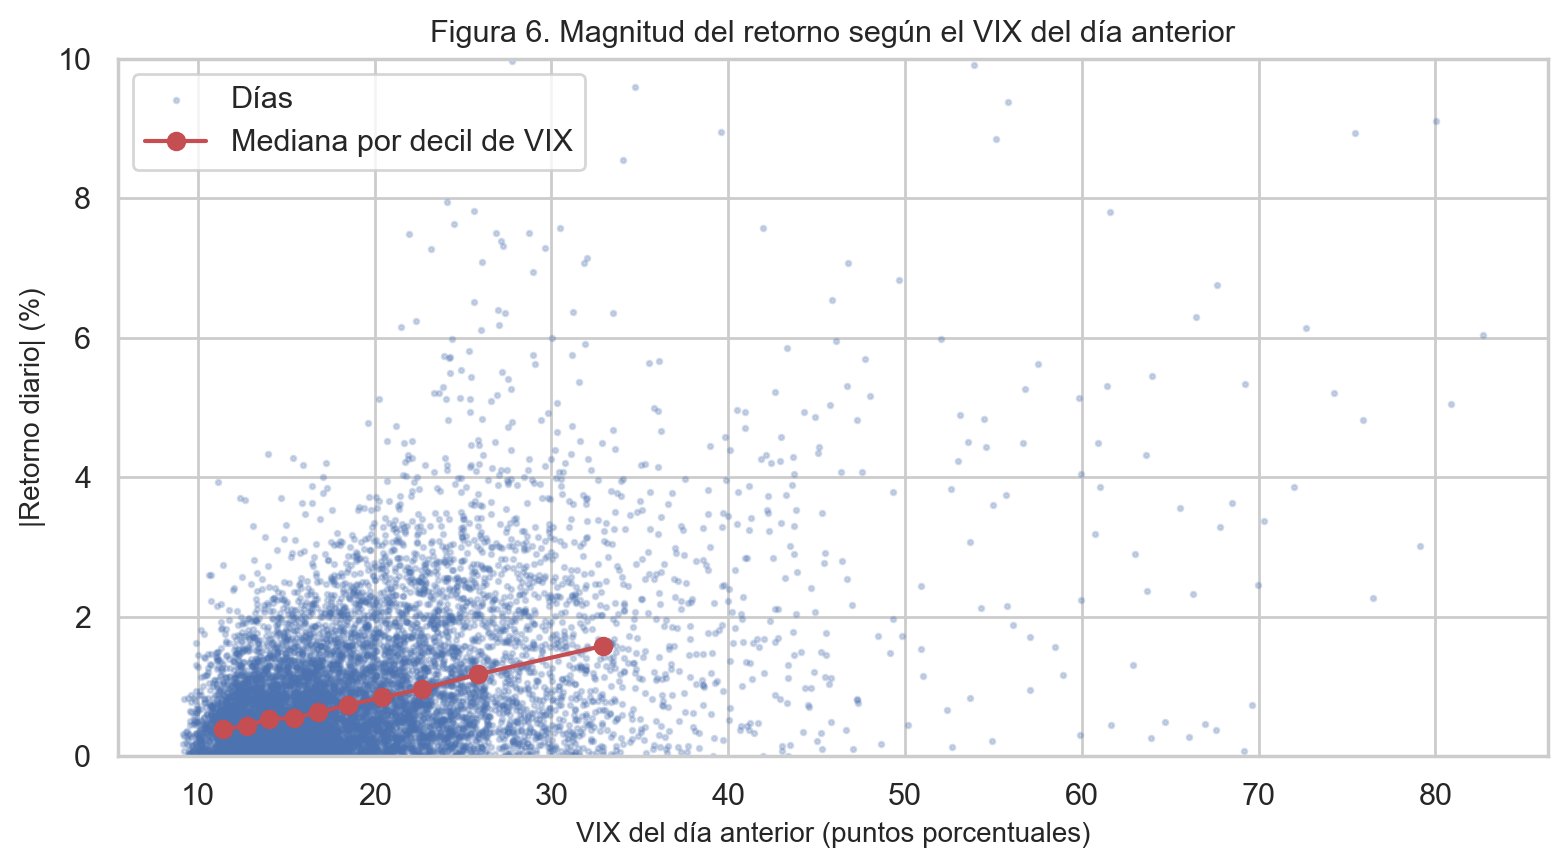 Figura 6. Magnitud del retorno según el VIX del día anterior
Días
Mediana por decil de VIX
|Retorno diario| (%)
10
8
6
4
2
0
10 20 30 40 50 60 70 80
VIX del día anterior (puntos porcentuales)